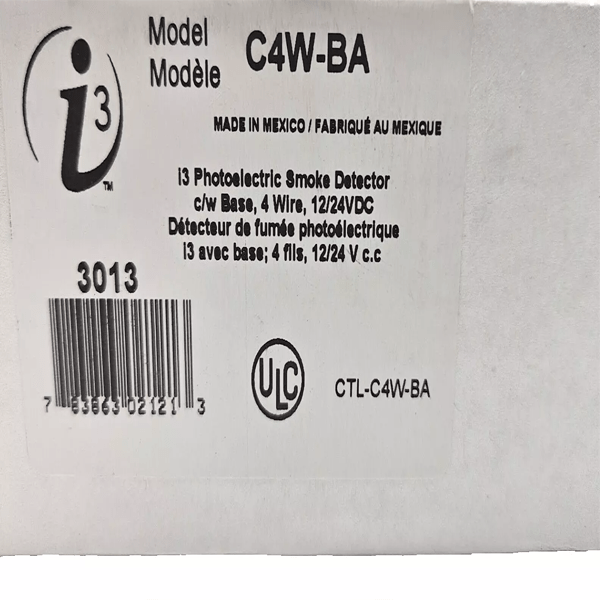 Model C4W-BA
Modèle
i3
™
MADE IN MEXICO / FABRIQUÉ AU MEXIQUE
i3 Photoelectric Smoke Detector
c/w Base, 4 Wire, 12/24VDC
Détecteur de fumée photoélectrique
i3 avec base; 4 fils, 12/24 V c.c
3013
7 83863 02121 3
ULC
CTL-C4W-BA